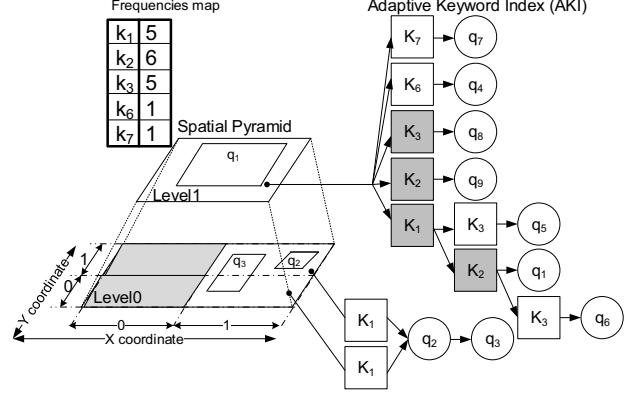 Frequencies map
Adaptive Keyword Index (AKI)
k1 5
k2 6
k3 5
k6 1
k7 1
Spatial Pyramid
q1
Level1
K7 q7
K6 q4
K3 q8
K2 q9
K1 K3 q5
K2 q1
K3 q6
Y coordinate
0 1
Level0
q3
q2
0 1
X coordinate
K1
q2 q3
K1